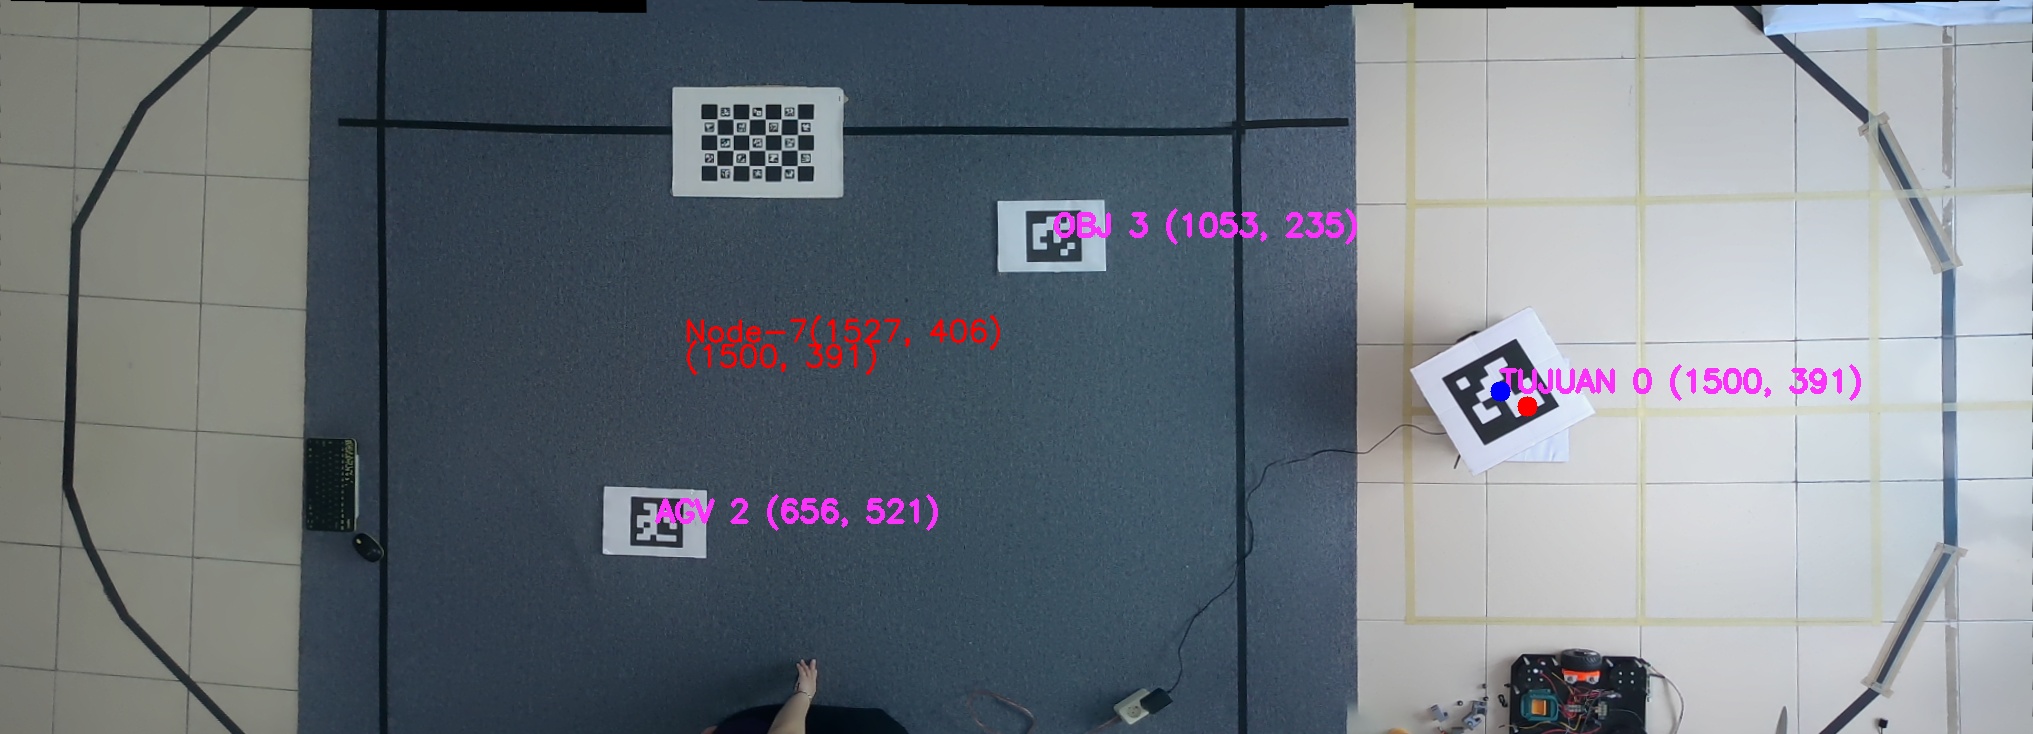 OBJ 3 (1053, 235)
Node-7(1527, 406)
(1500, 391)
TUJUAN 0 (1500, 391)
AGV 2 (656, 521)